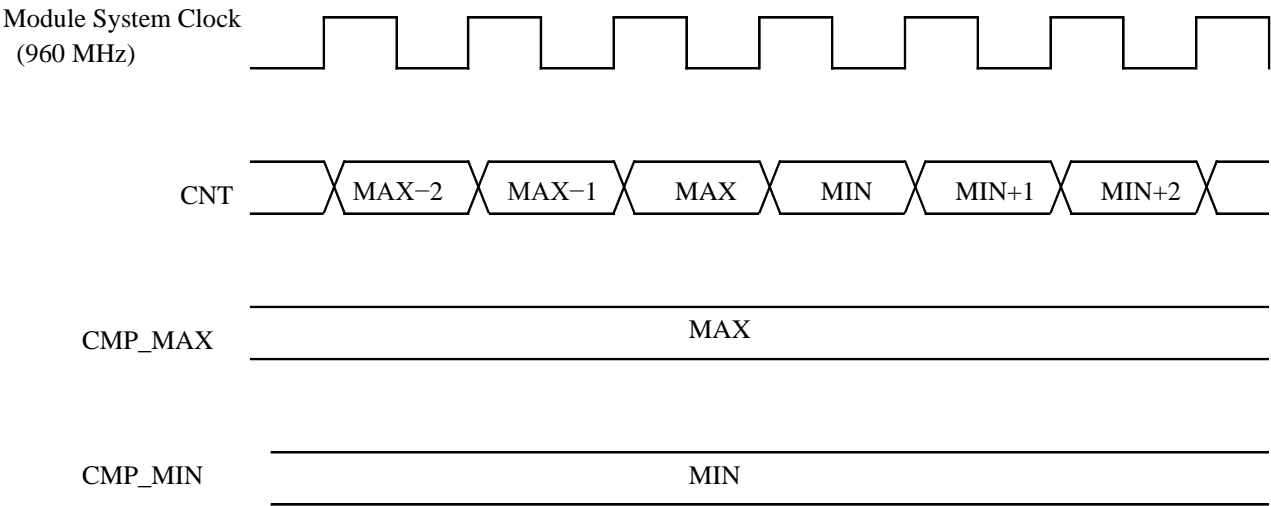 Module System Clock
(960 MHz)
CNT
MAX−2
MAX−1
MAX
MIN
MIN+1
MIN+2
CMP_MAX
MAX
CMP_MIN
MIN